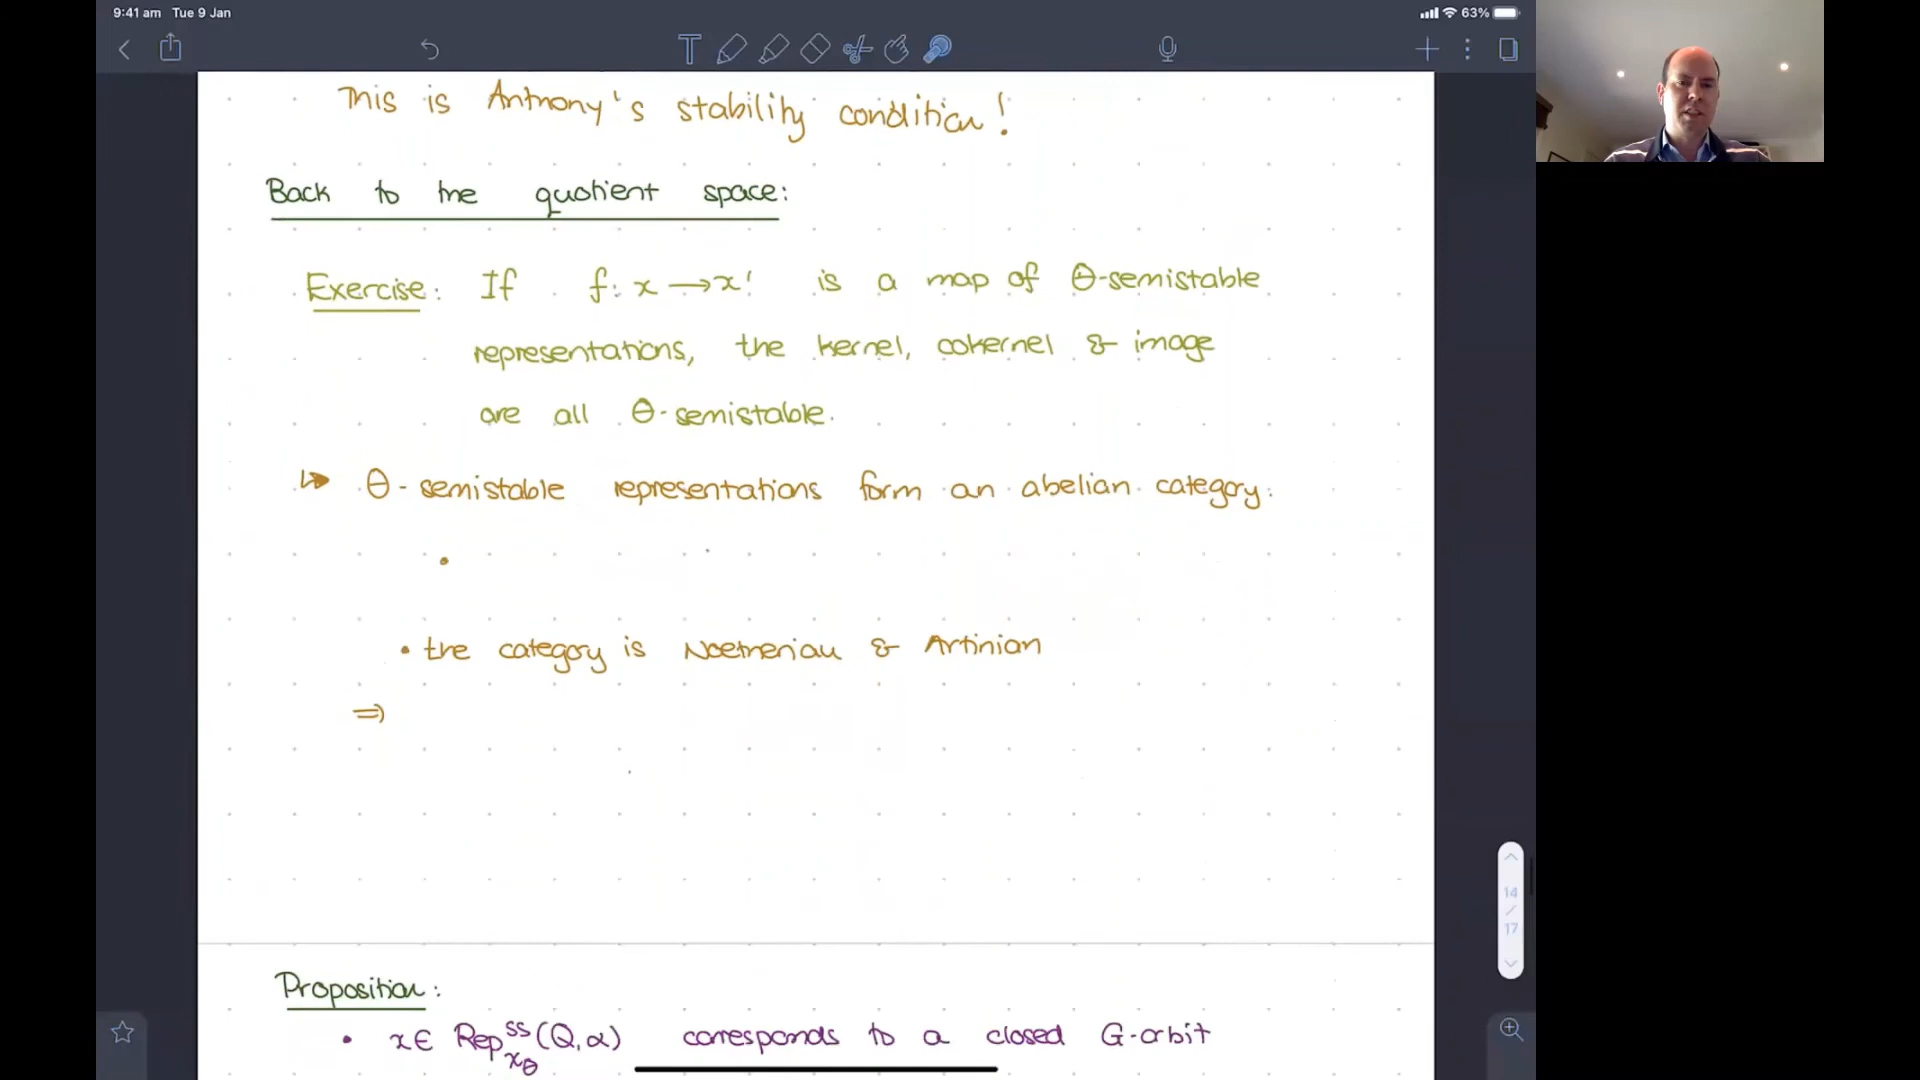 9:41 am Tue 9 Jan
63%
This is Anthony's stability condition!
Back to the quotient space:
Exercise: If f: x → x' is a map of θ-semistable
representations, the kernel, cokernel & image
are all θ-semistable.
↳ θ-semistable representations form an abelian category.
•
• the category is Noetherian & Artinian
⇒
14
/
17
Proposition:
• x ∈ Rep^{ss}_{χ_θ}(Q,α) corresponds to a closed G-orbit